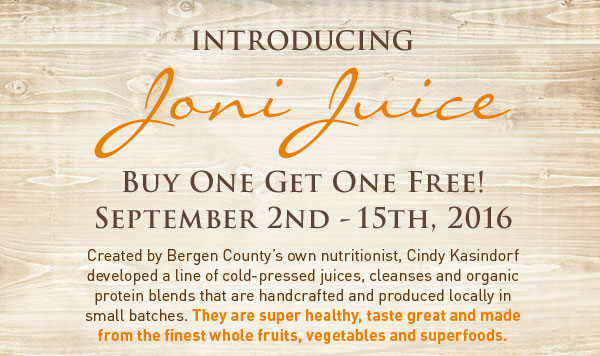 INTRODUCING
Joni Juice
BUY ONE GET ONE FREE!
SEPTEMBER 2ND - 15TH, 2016
Created by Bergen County's own nutritionist, Cindy Kasindorf
developed a line of cold-pressed juices, cleanses and organic
protein blends that are handcrafted and produced locally in
small batches. They are super healthy, taste great and made
from the finest whole fruits, vegetables and superfoods.